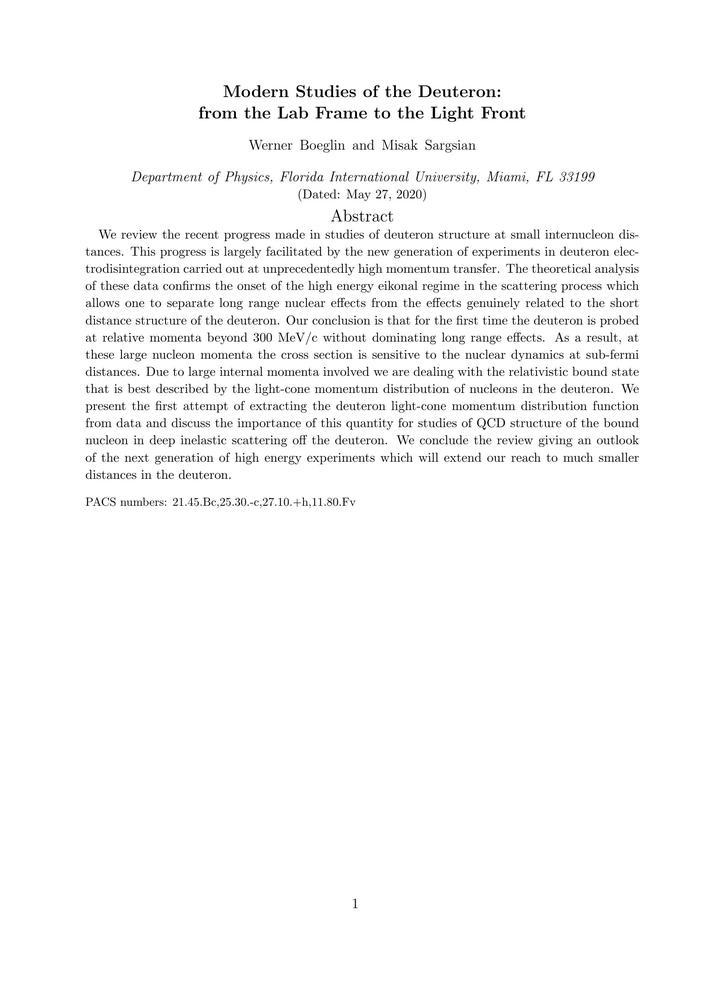 Modern Studies of the Deuteron:
from the Lab Frame to the Light Front
Werner Boeglin and Misak Sargsian
Department of Physics, Florida International University, Miami, FL 33199
(Dated: May 27, 2020)
Abstract
We review the recent progress made in studies of deuteron structure at small internucleon dis-
tances. This progress is largely facilitated by the new generation of experiments in deuteron elec-
trodisintegration carried out at unprecedentedly high momentum transfer. The theoretical analysis
of these data confirms the onset of the high energy eikonal regime in the scattering process which
allows one to separate long range nuclear effects from the effects genuinely related to the short
distance structure of the deuteron. Our conclusion is that for the first time the deuteron is probed
at relative momenta beyond 300 MeV/c without dominating long range effects. As a result, at
these large nucleon momenta the cross section is sensitive to the nuclear dynamics at sub-fermi
distances. Due to large internal momenta involved we are dealing with the relativistic bound state
that is best described by the light-cone momentum distribution of nucleons in the deuteron. We
present the first attempt of extracting the deuteron light-cone momentum distribution function
from data and discuss the importance of this quantity for studies of QCD structure of the bound
nucleon in deep inelastic scattering off the deuteron. We conclude the review giving an outlook
of the next generation of high energy experiments which will extend our reach to much smaller
distances in the deuteron.
PACS numbers: 21.45.Bc,25.30.-c,27.10.+h,11.80.Fv
1